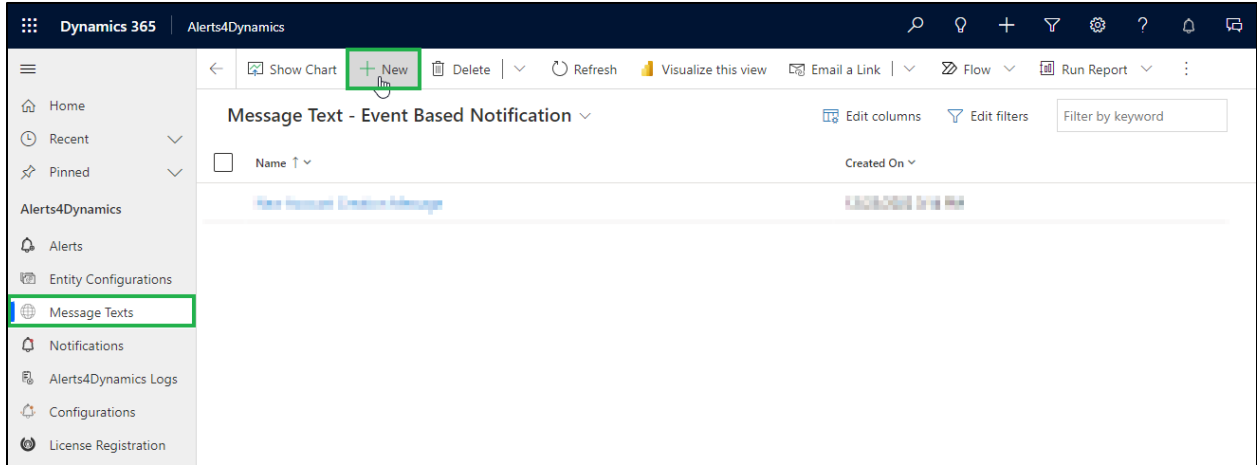 Dynamics 365 Alerts4Dynamics
Show Chart New Delete Refresh Visualize this view Email a Link Flow Run Report
Home
Recent
Pinned
Alerts4Dynamics
Alerts
Entity Configurations
Message Texts
Notifications
Alerts4Dynamics Logs
Configurations
License Registration
Message Text - Event Based Notification Edit columns Edit filters Filter by keyword
Name ↑ Created On